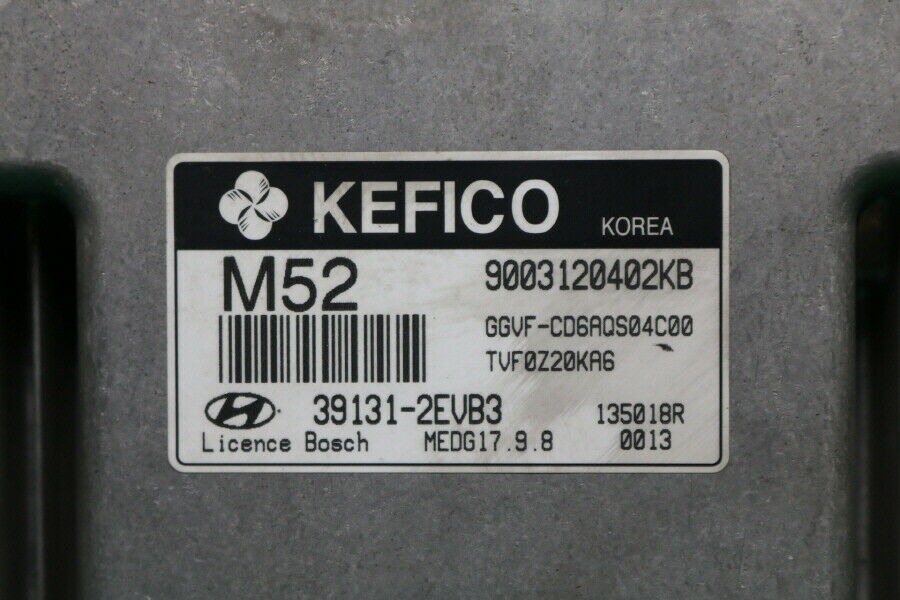 KEFICO KOREA
M52 9003120402KB
GGVF-CD6AQS04C00
TVF0Z20KA6
39131-2EVB3 135018R
Licence Bosch MEDG17.9.8 0013